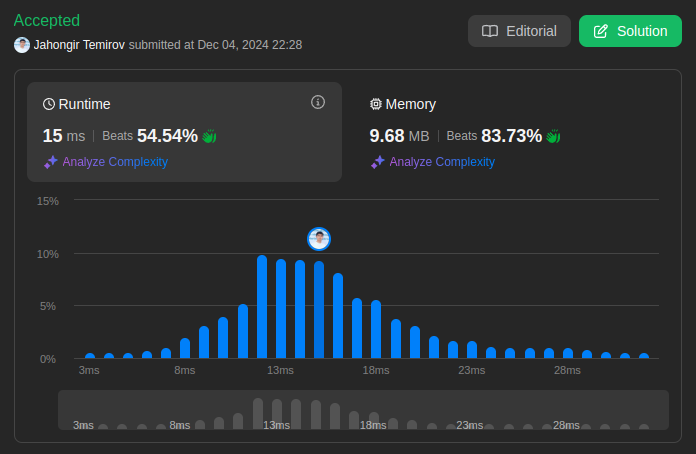 Accepted
Editorial
Solution
Jahongir Temirov submitted at Dec 04, 2024 22:28
Runtime
Memory
15 ms | Beats 54.54%
9.68 MB | Beats 83.73%
Analyze Complexity
Analyze Complexity
15%
10%
5%
0%
3ms 8ms 13ms 18ms 23ms 28ms
3ms 8ms 13ms 18ms 23ms 28ms